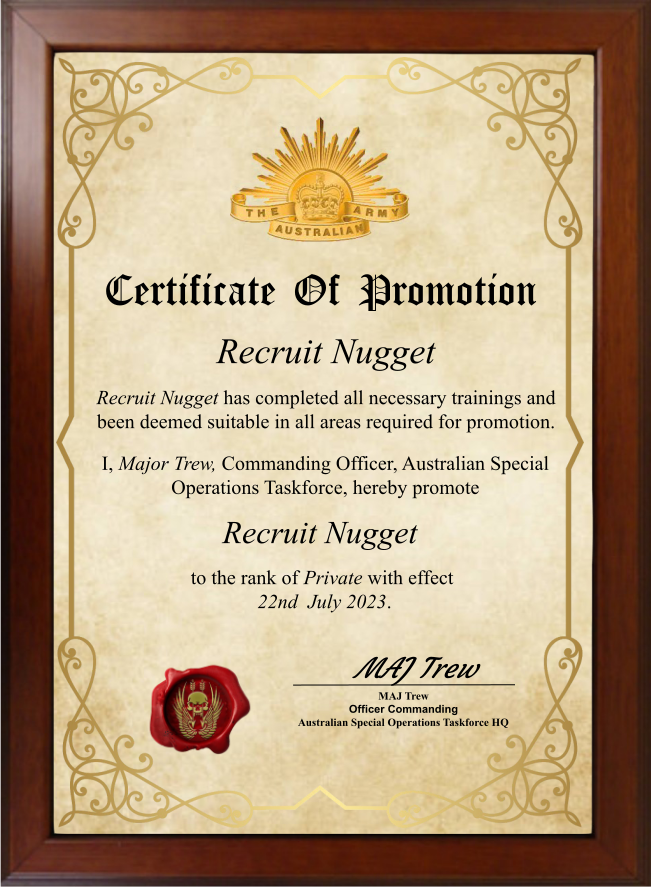 THE ARMY
AUSTRALIAN
Certificate Of Promotion
Recruit Nugget
Recruit Nugget has completed all necessary trainings and
been deemed suitable in all areas required for promotion.
I, Major Trew, Commanding Officer, Australian Special
Operations Taskforce, hereby promote
Recruit Nugget
to the rank of Private with effect
22nd July 2023.
MAJ Trew
MAJ Trew
Officer Commanding
Australian Special Operations Taskforce HQ